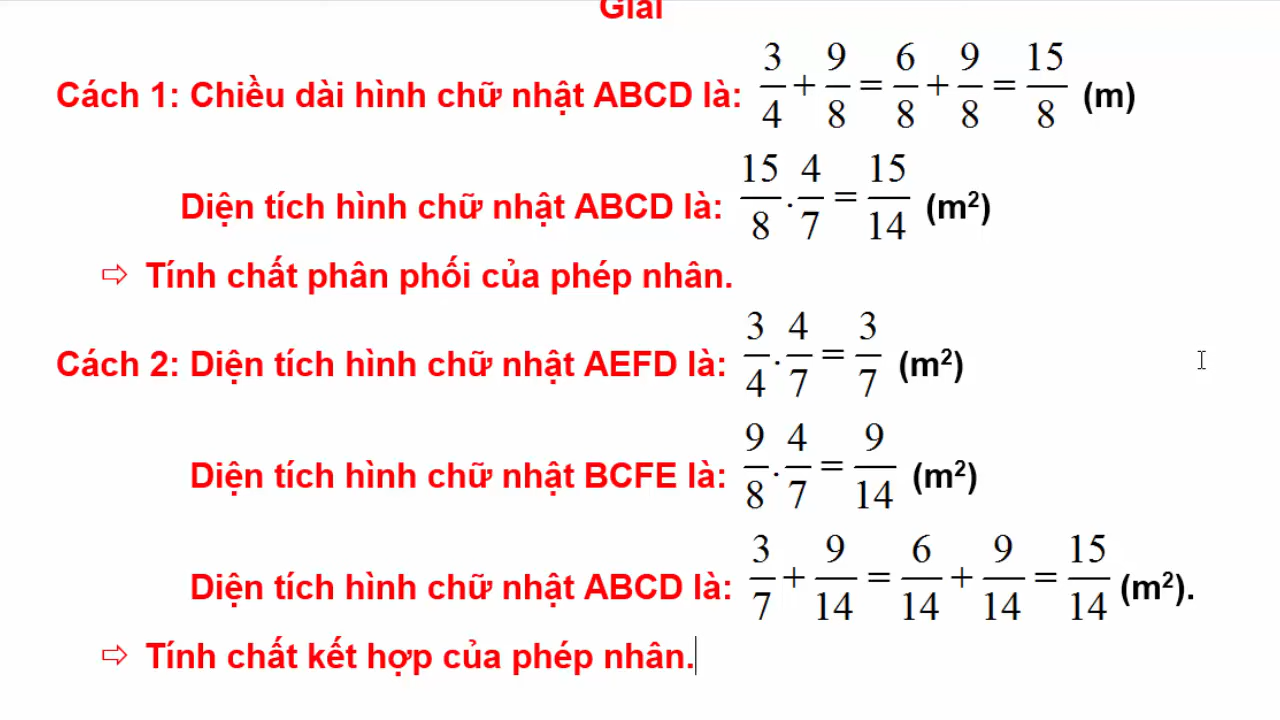 Giải
Cách 1: Chiều dài hình chữ nhật ABCD là: 3/4 + 9/8 = 6/8 + 9/8 = 15/8 (m)
Diện tích hình chữ nhật ABCD là: 15/8 . 4/7 = 15/14 (m²)
⇨ Tính chất phân phối của phép nhân.
Cách 2: Diện tích hình chữ nhật AEFD là: 3/4 . 4/7 = 3/7 (m²)
Diện tích hình chữ nhật BCFE là: 9/8 . 4/7 = 9/14 (m²)
Diện tích hình chữ nhật ABCD là: 3/7 + 9/14 = 6/14 + 9/14 = 15/14 (m²).
⇨ Tính chất kết hợp của phép nhân.